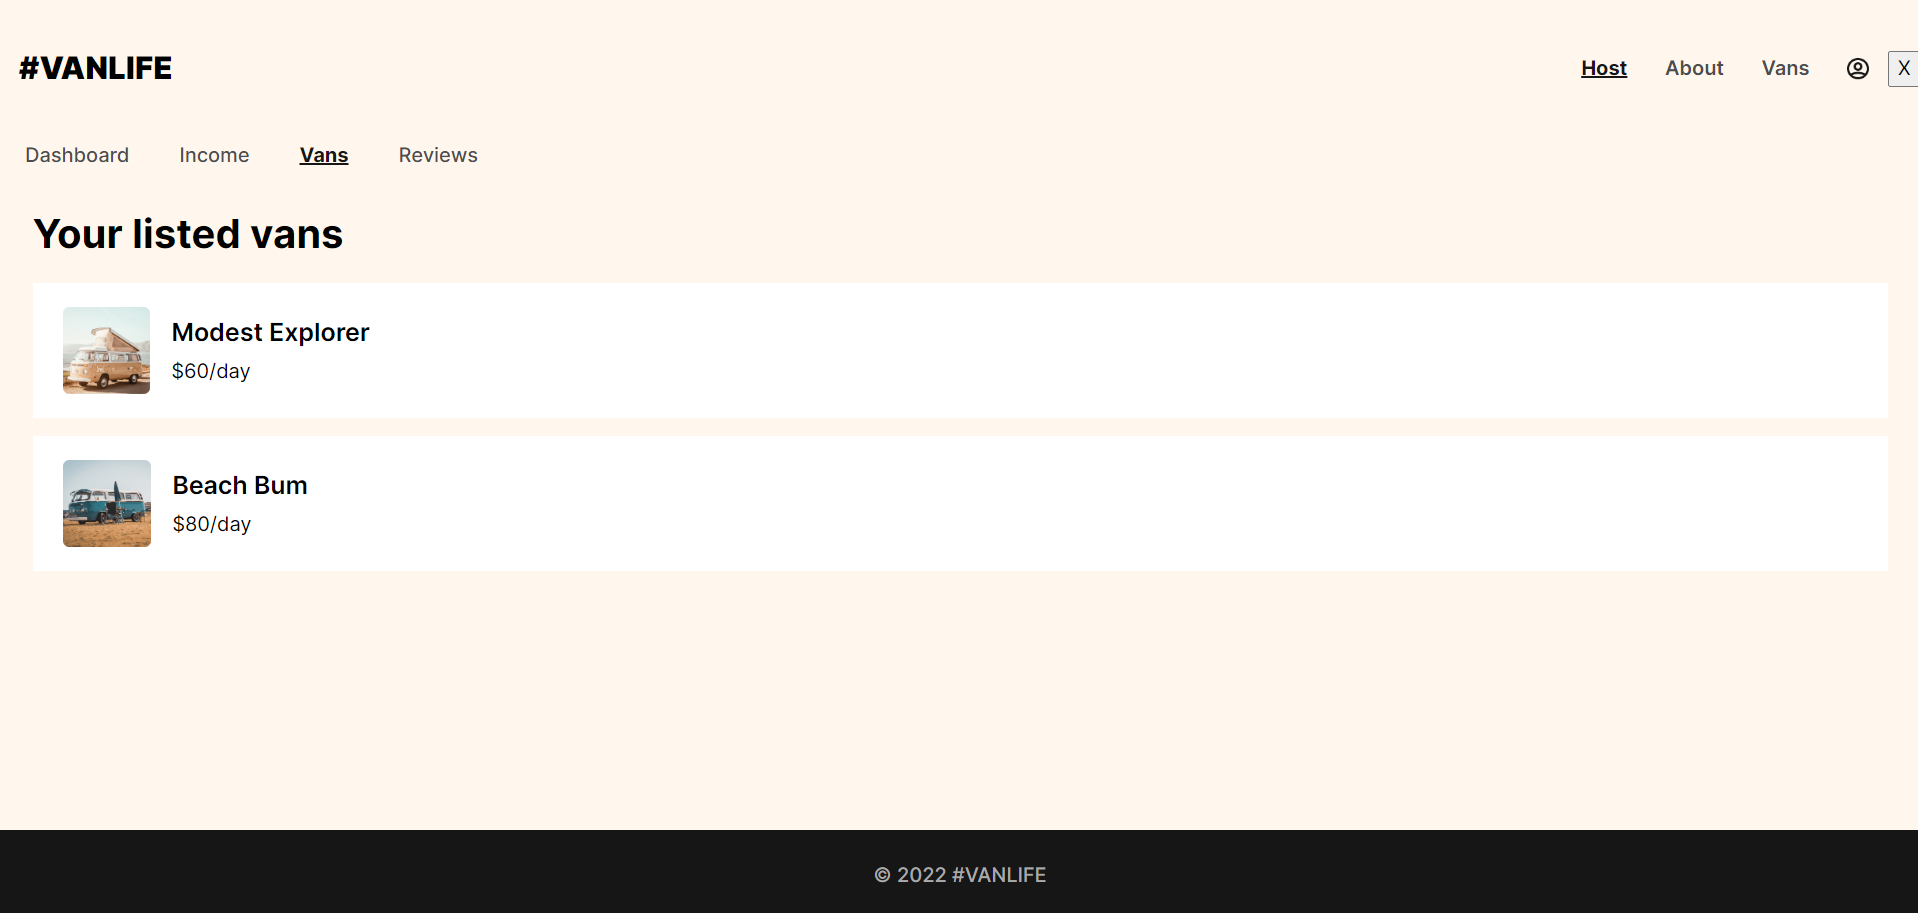 #VANLIFE
Host About Vans X
Dashboard Income Vans Reviews
Your listed vans
Modest Explorer
$60/day
Beach Bum
$80/day
© 2022 #VANLIFE